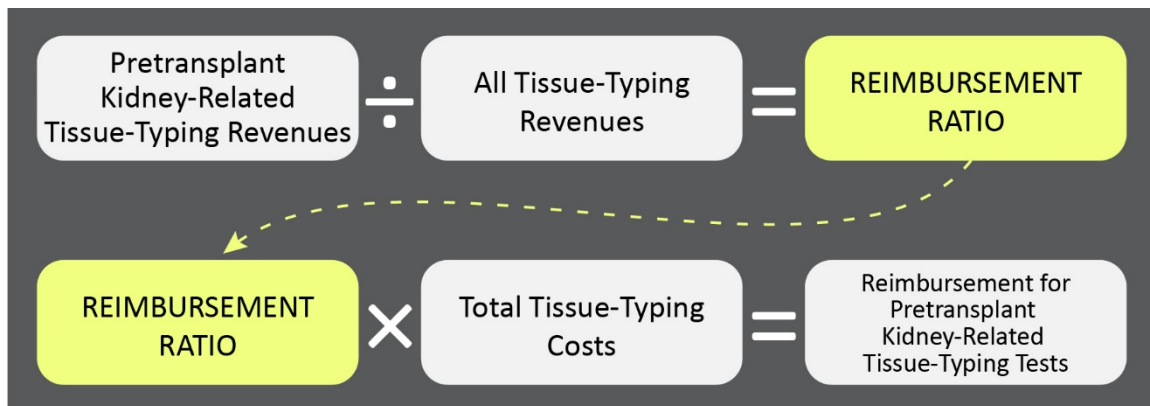 Pretransplant
Kidney-Related
Tissue-Typing Revenues
÷
All Tissue-Typing
Revenues
=
REIMBURSEMENT
RATIO
REIMBURSEMENT
RATIO
×
Total Tissue-Typing
Costs
=
Reimbursement for
Pretransplant
Kidney-Related
Tissue-Typing Tests